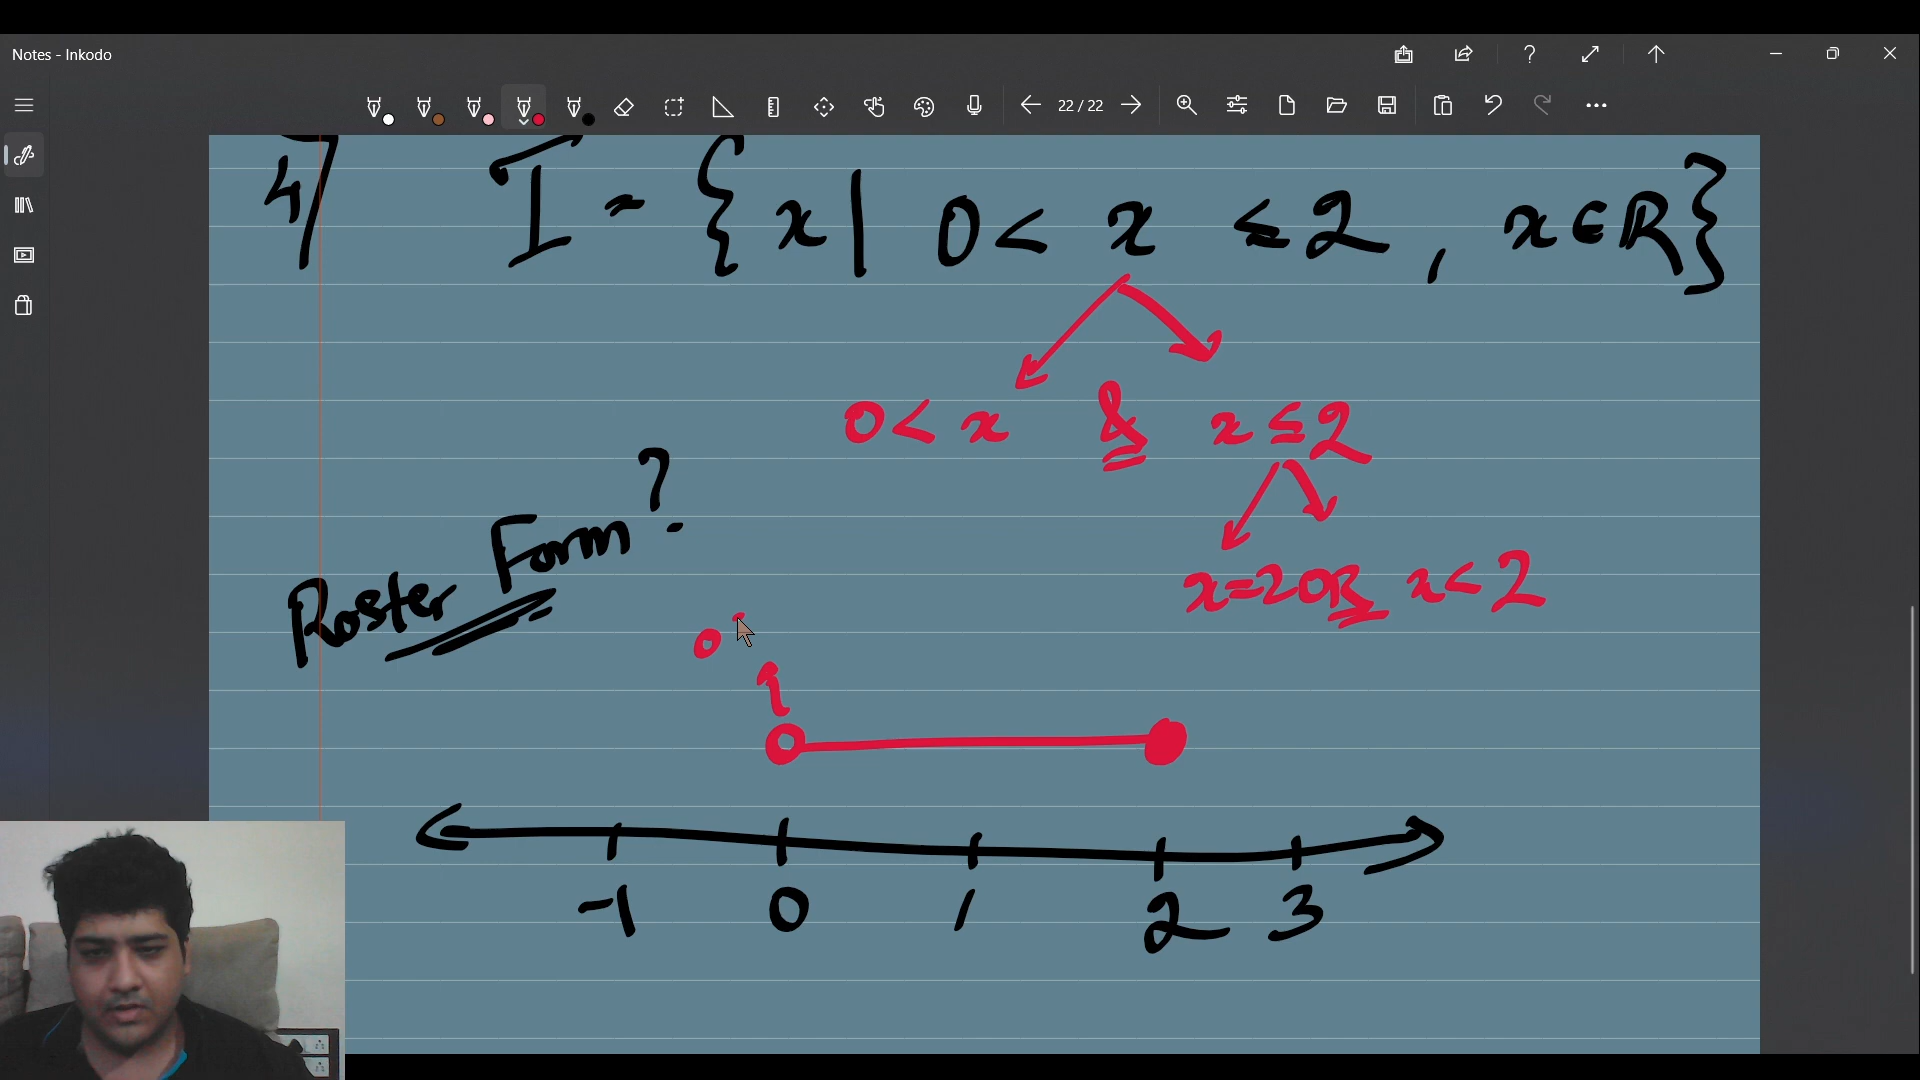 Notes - Inkodo
22 / 22
4) I = { x | 0 < x ≤ 2 , x ∈ R }
0 < x & x ≤ 2
Roster Form ?
x = 2 OR x < 2
0
-1 0 1 2 3